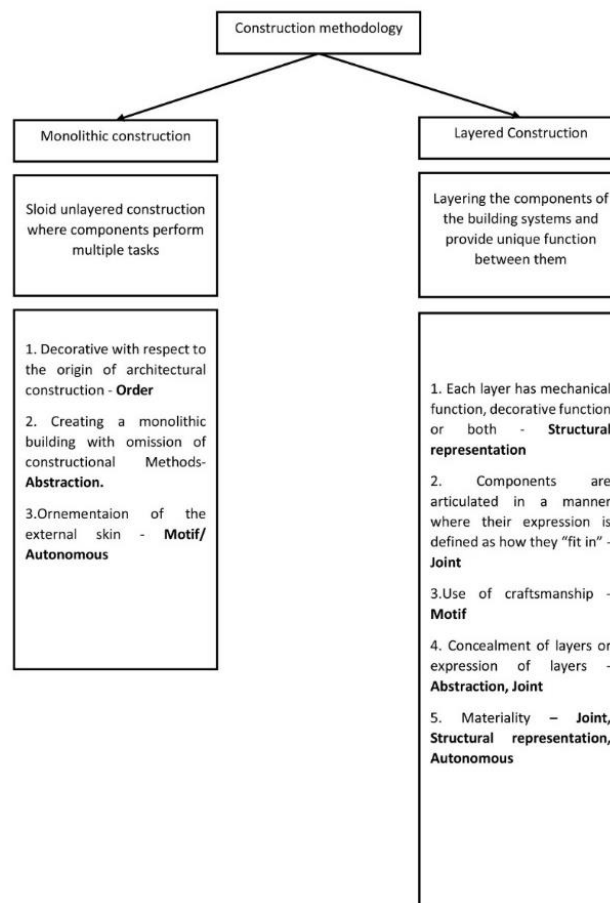 Construction methodology
Monolithic construction
Sloid unlayered construction
where components perform
multiple tasks
1. Decorative with respect to
the origin of architectural
construction - Order
2. Creating a monolithic
building with omission of
constructional Methods-
Abstraction.
3.Ornementaion of the
external skin - Motif/
Autonomous
Layered Construction
Layering the components of
the building systems and
provide unique function
between them
1. Each layer has mechanical
function, decorative function
or both - Structural
representation
2. Components are
articulated in a manner
where their expression is
defined as how they “fit in” -
Joint
3.Use of craftsmanship -
Motif
4. Concealment of layers or
expression of layers -
Abstraction, Joint
5. Materiality – Joint,
Structural representation,
Autonomous